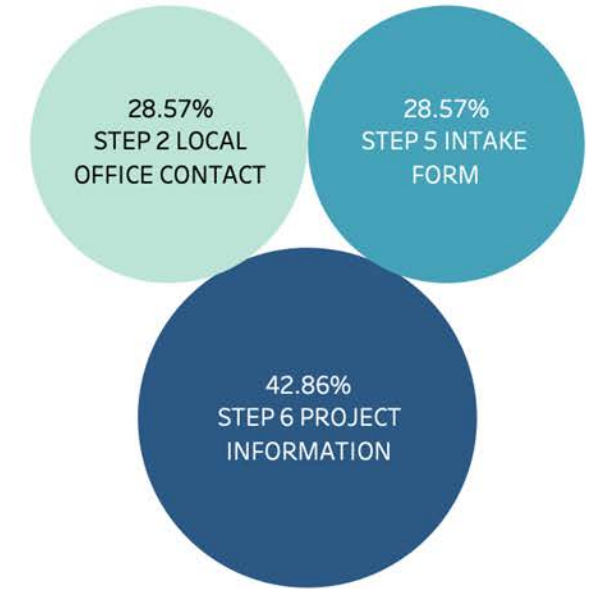 28.57%
STEP 2 LOCAL
OFFICE CONTACT
28.57%
STEP 5 INTAKE
FORM
42.86%
STEP 6 PROJECT
INFORMATION